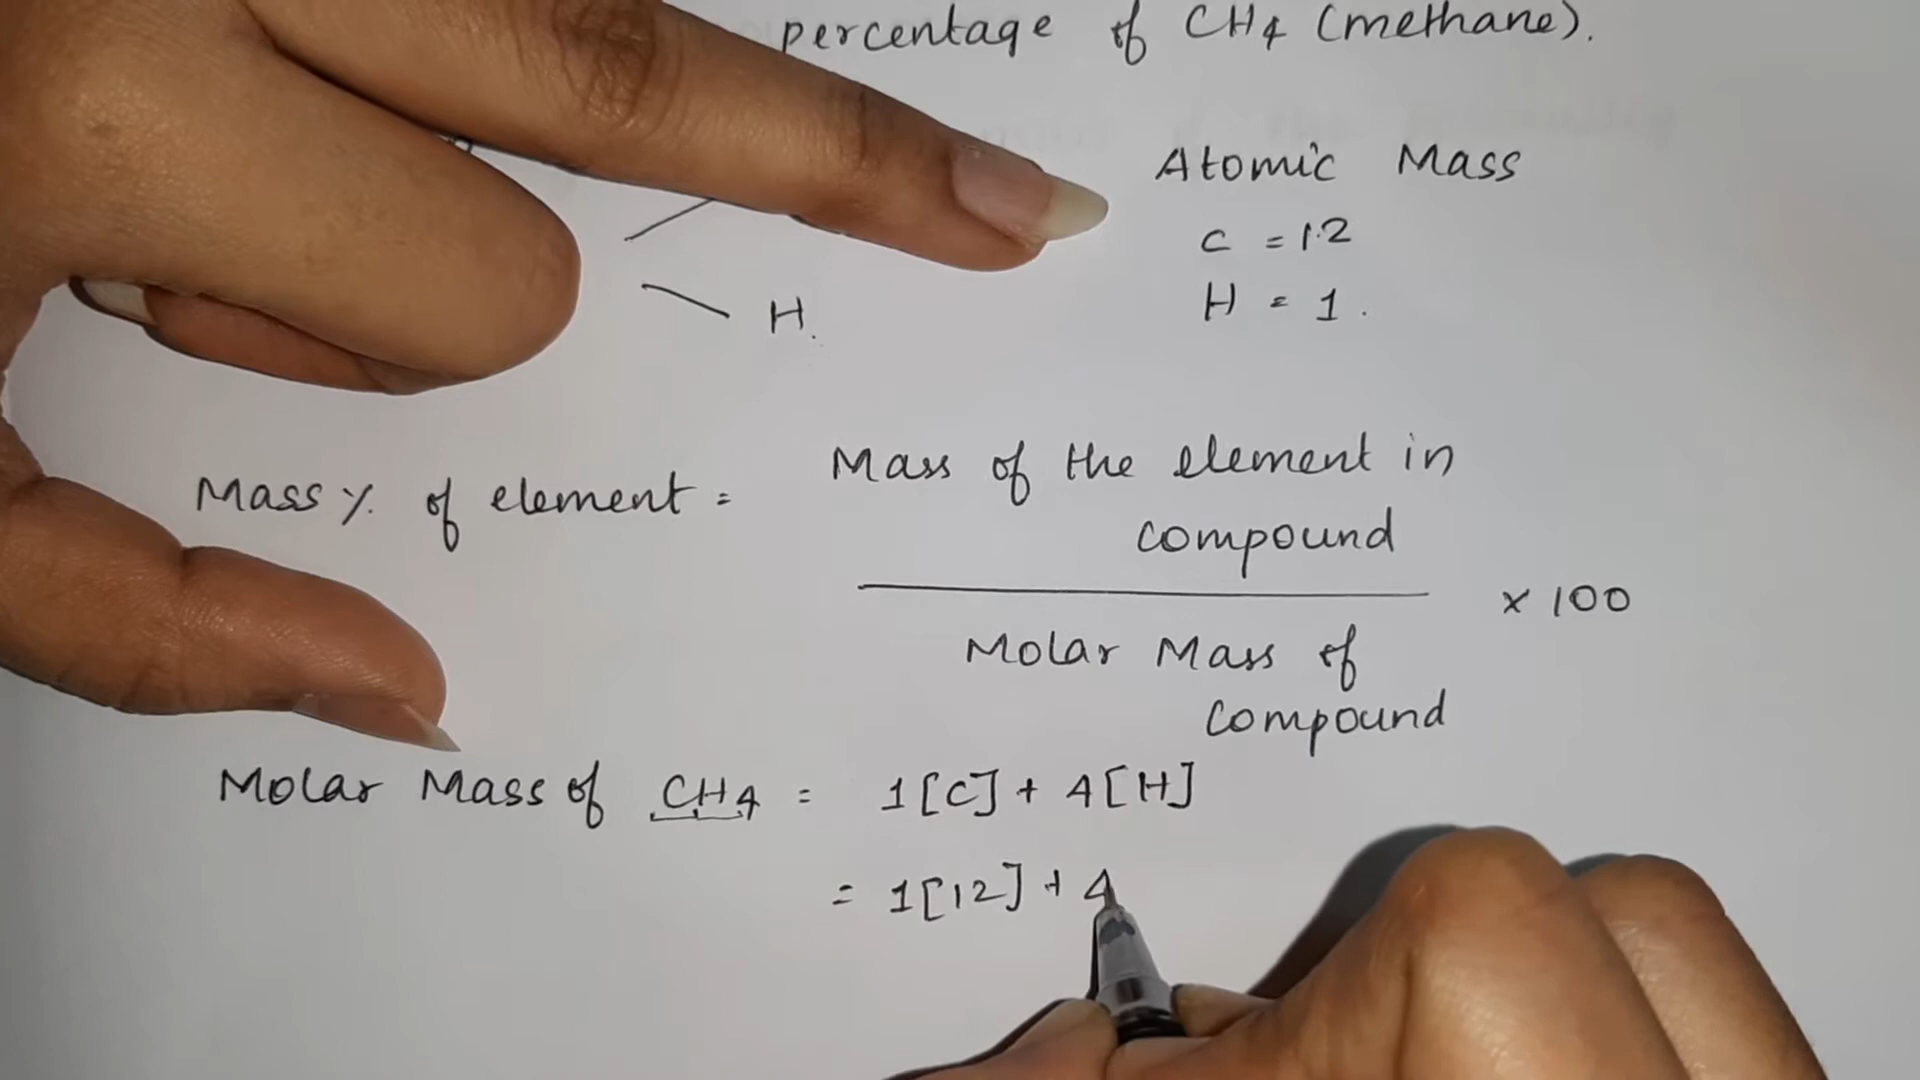 percentage of CH4 (methane).
Atomic Mass
C = 12
H = 1.
H.
Mass % of element = Mass of the element in
compound
x 100
Molar Mass of
compound
Molar Mass of CH4 = 1[C] + 4[H]
= 1[12] + 4